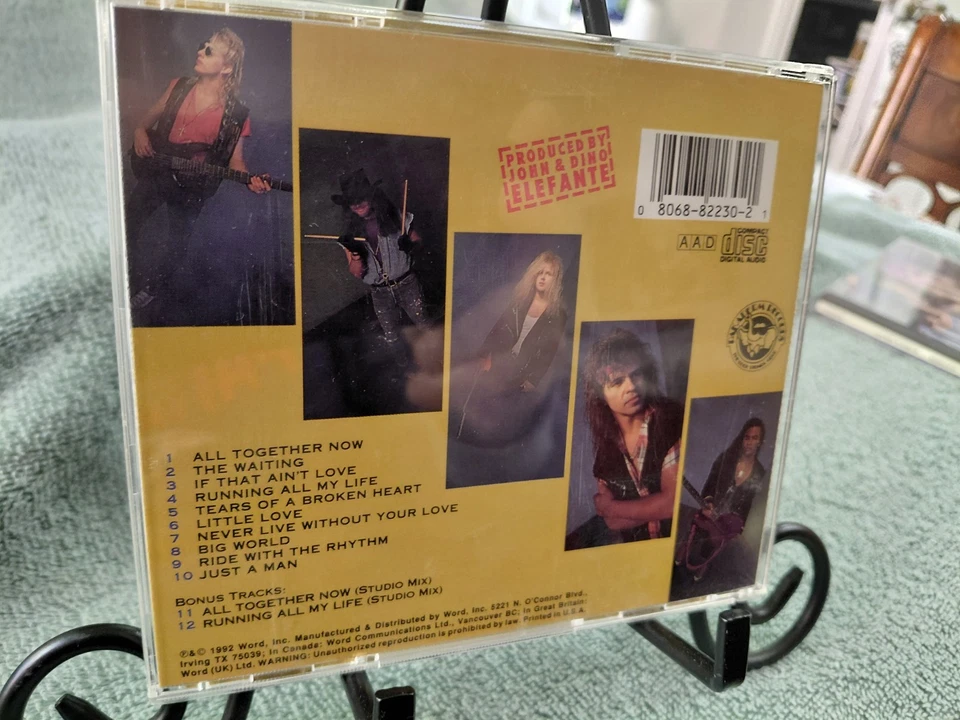 PRODUCED BY
JOHN & DINO
ELEFANTE
0 8068-82230-2 1
AAD
COMPACT
disc
DIGITAL AUDIO
1 ALL TOGETHER NOW
2 THE WAITING
3 IF THAT AIN'T LOVE
4 RUNNING ALL MY LIFE
5 TEARS OF A BROKEN HEART
6 LITTLE LOVE
7 NEVER LIVE WITHOUT YOUR LOVE
8 BIG WORLD
9 RIDE WITH THE RHYTHM
10 JUST A MAN
BONUS TRACKS:
11 ALL TOGETHER NOW (STUDIO MIX)
12 RUNNING ALL MY LIFE (STUDIO MIX)
℗&© 1992 Word, Inc. Manufactured & Distributed by Word, Inc. 5221 N. O'Connor Blvd.,
Irving TX 75039; In Canada: Word Communications Ltd., Vancouver BC; In Great Britain:
Word (UK) Ltd. WARNING: Unauthorized reproduction is prohibited by law. Printed in U.S.A.